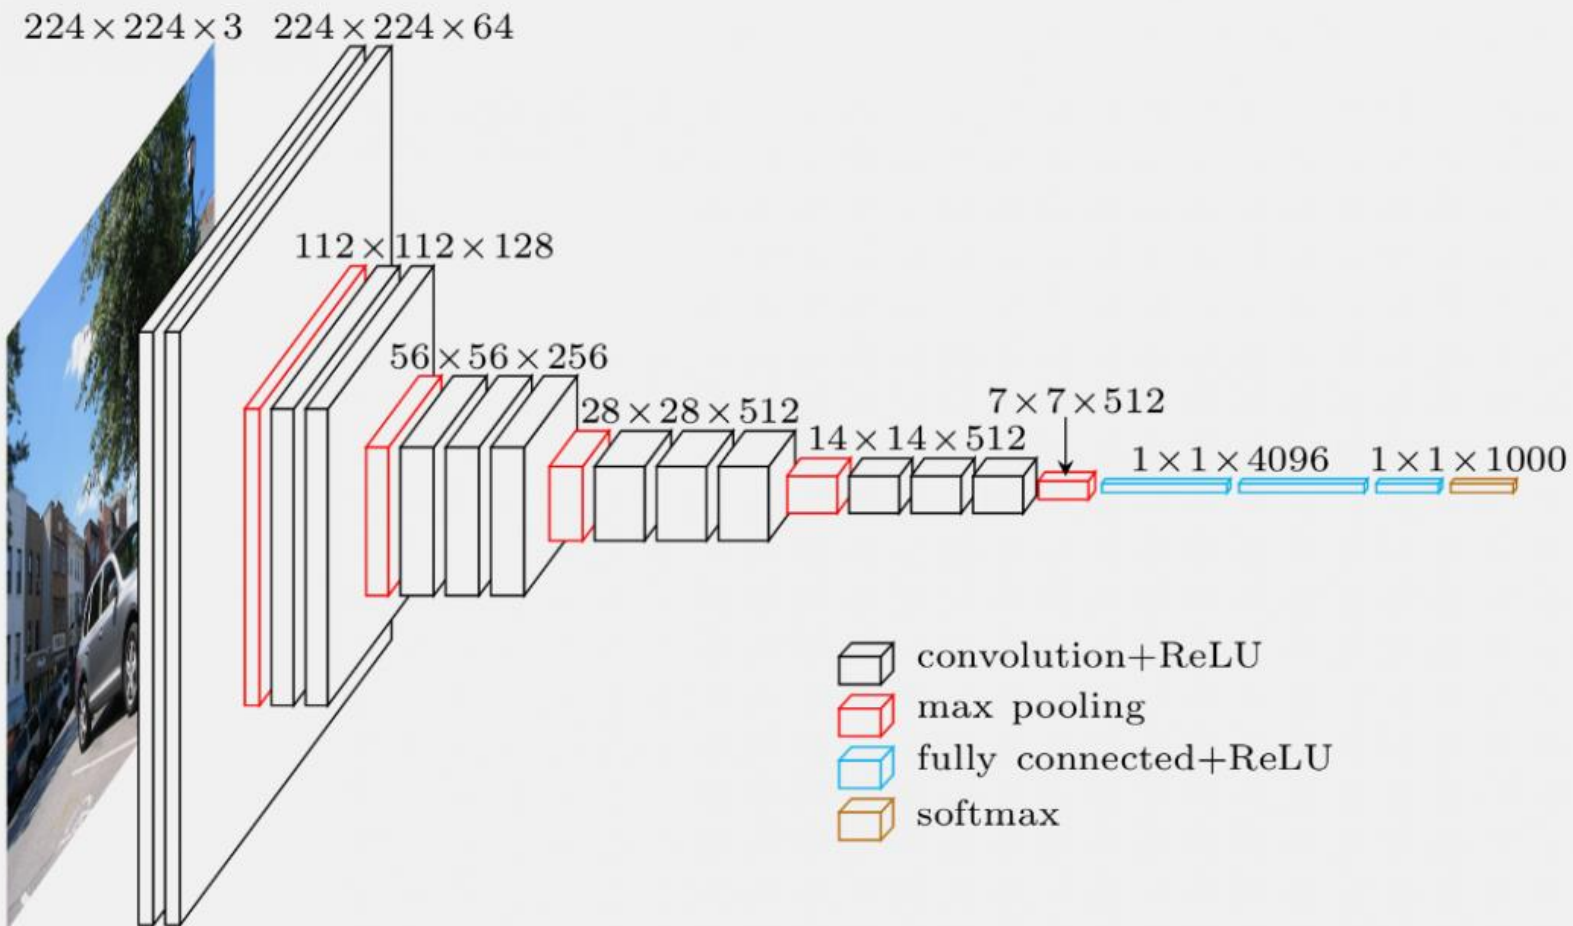 224×224×3
224×224×64
112×112×128
56×56×256
28×28×512
14×14×512
7×7×512
1×1×4096
1×1×1000
convolution+ReLU
max pooling
fully connected+ReLU
softmax